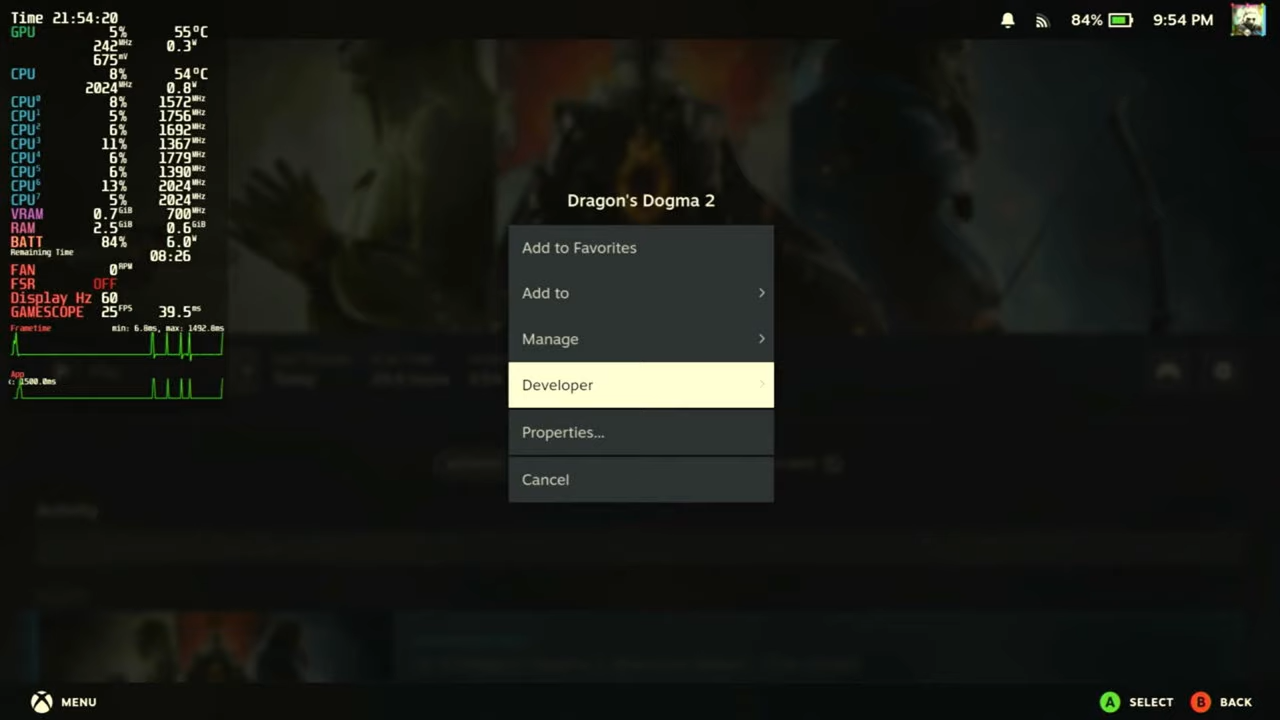 Time 21:54:20
84% 9:54 PM
GPU 5% 55°C
242MHz 0.3W
675mV
CPU 8% 54°C
2024MHz 0.8W
CPU0 8% 1572MHz
CPU1 5% 1756MHz
CPU2 6% 1692MHz
CPU3 11% 1367MHz
CPU4 6% 1779MHz
CPU5 6% 1390MHz
CPU6 13% 2024MHz
CPU7 5% 2024MHz
VRAM 0.7GiB 700MHz
RAM 2.5GiB 0.6GiB
BATT 84% 6.0W
Remaining Time 08:26
FAN 0RPM
FSR OFF
Display Hz 60
GAMESCOPE 25FPS 39.5ms
Frametime min: 6.8ms, max: 1492.8ms
App
Dragon's Dogma 2
Add to Favorites
Add to
Manage
Developer
Properties...
Cancel
Activity
MENU
A SELECT B BACK